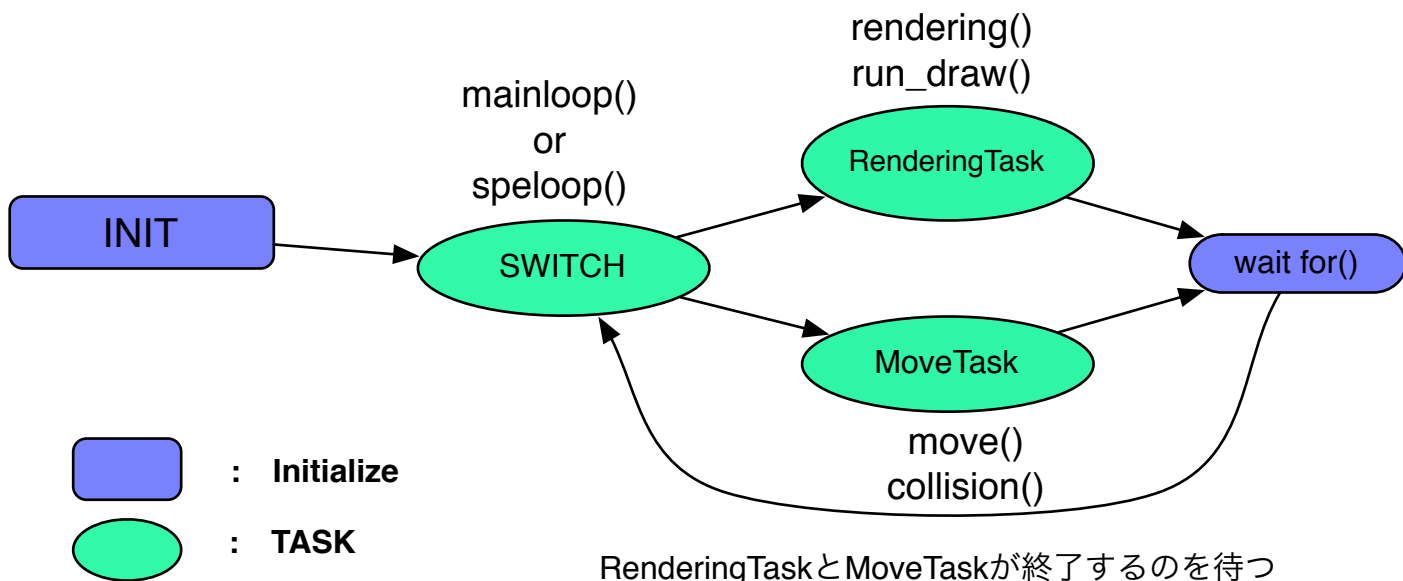 rendering()
run_draw()
mainloop()
or
speloop()
RenderingTask
INIT
SWITCH
wait for()
MoveTask
move()
collision()
: Initialize
: TASK
RenderingTaskとMoveTaskが終了するのを待つ